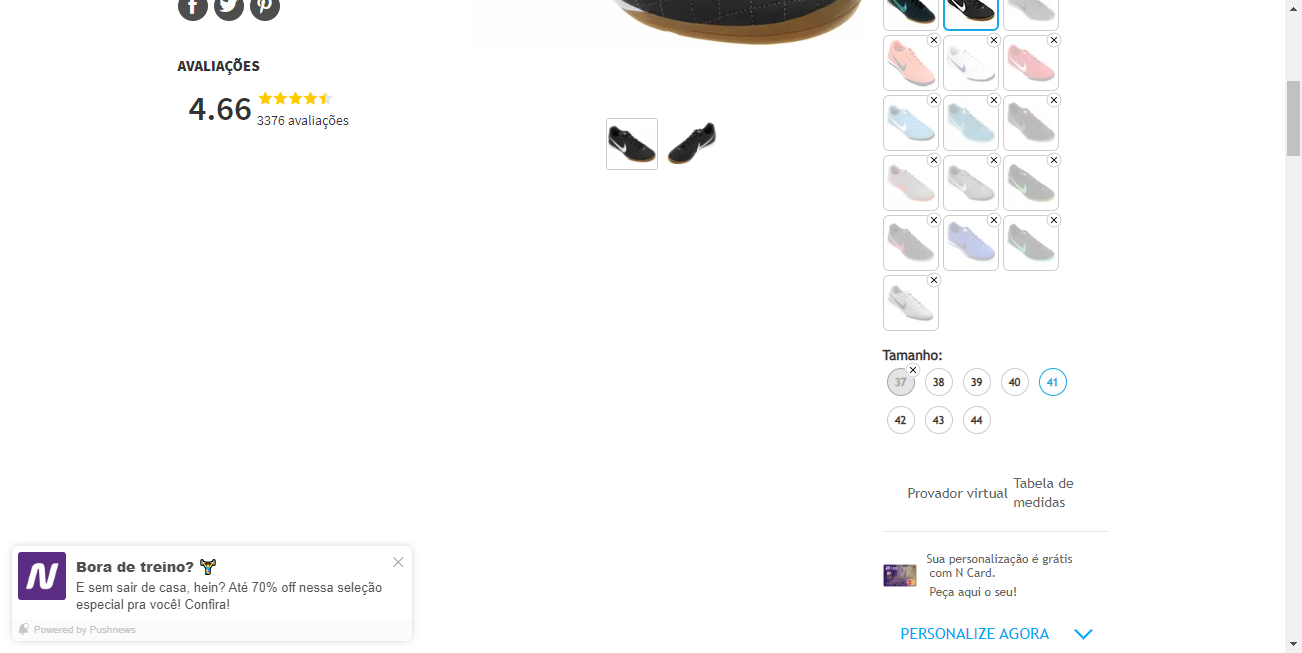 AVALIAÇÕES
4.66
3376 avaliações
Tamanho:
37 38 39 40 41
42 43 44
Provador virtual
Tabela de
medidas
Sua personalização é grátis
com N Card.
Peça aqui o seu!
PERSONALIZE AGORA
N
Bora de treino?
E sem sair de casa, hein? Até 70% off nessa seleção
especial pra você! Confira!
Powered by Pushnews